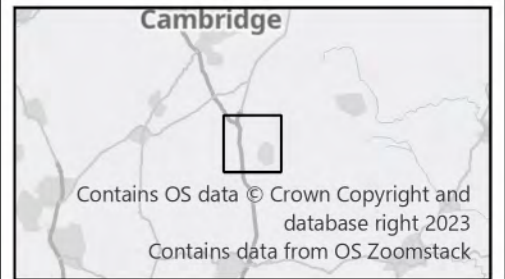 Cambridge
Contains OS data © Crown Copyright and
database right 2023
Contains data from OS Zoomstack